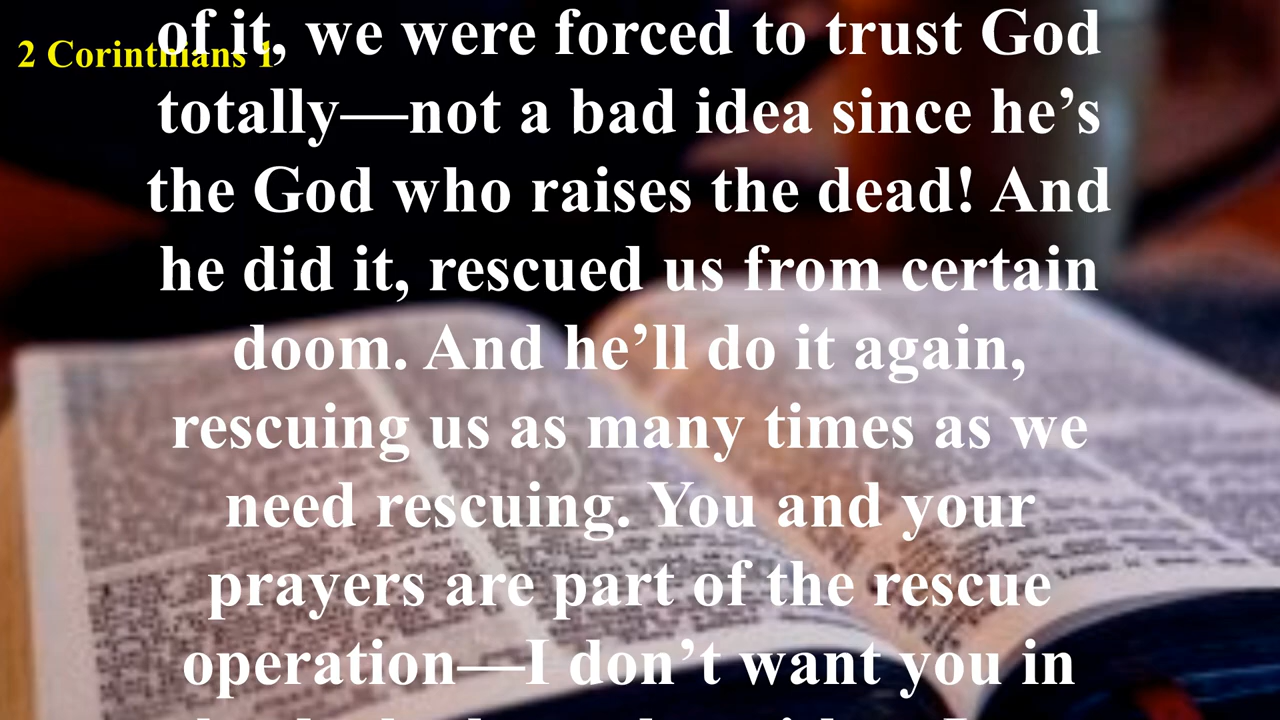 2 Corinthians 1
of it, we were forced to trust God
totally—not a bad idea since he’s
the God who raises the dead! And
he did it, rescued us from certain
doom. And he’ll do it again,
rescuing us as many times as we
need rescuing. You and your
prayers are part of the rescue
operation—I don’t want you in